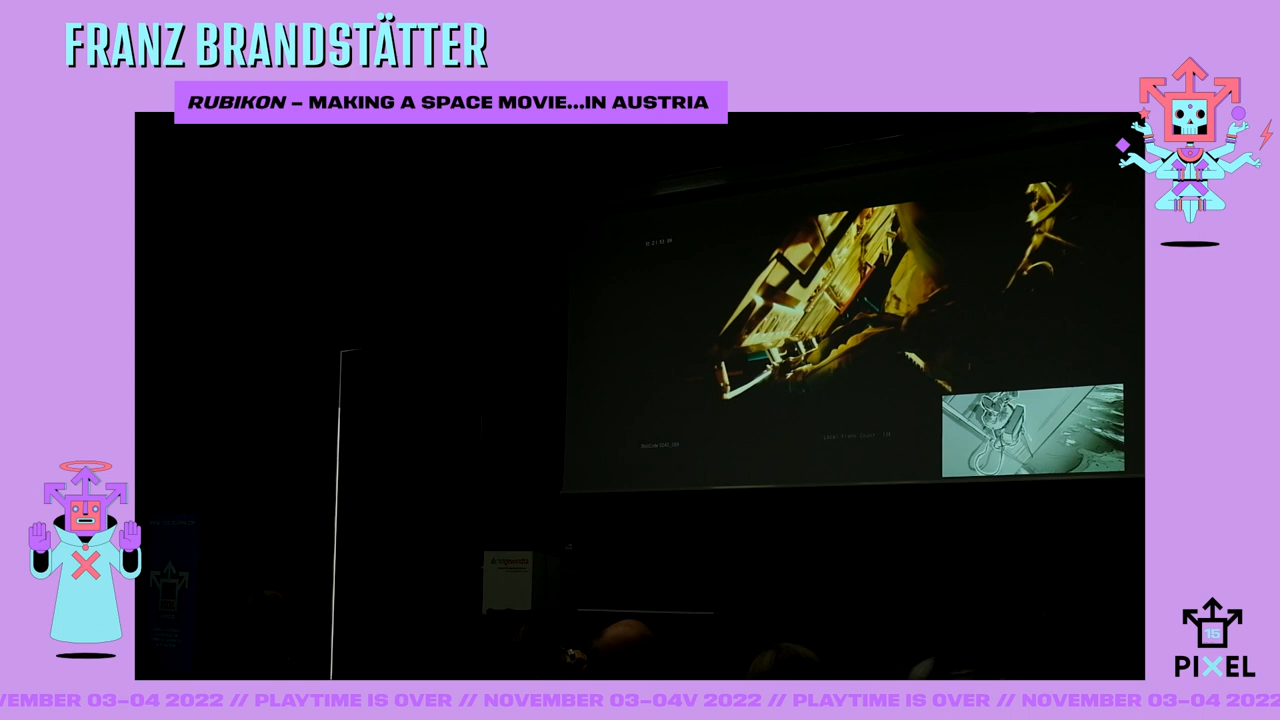 FRANZ BRANDSTÄTTER
RUBIKON – MAKING A SPACE MOVIE...IN AUSTRIA
15
PIXEL
VEMBER 03–04 2022 // PLAYTIME IS OVER // NOVEMBER 03–04V 2022 // PLAYTIME IS OVER // NOVEMBER 03–04 2022